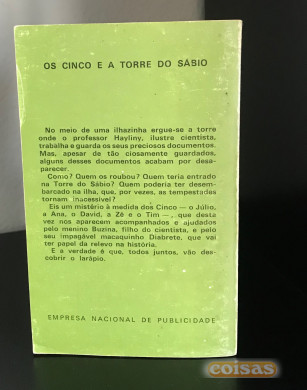 OS CINCO E A TORRE DO SÁBIO
No meio de uma ilhazinha ergue-se a torre
onde o professor Hayliny, ilustre cientista,
trabalha e guarda os seus preciosos documentos.
Mas, apesar de tão ciosamente guardados,
alguns desses documentos acabam por desa-
parecer.
Como? Quem os roubou? Quem teria entrado
na Torre do Sábio? Quem poderia ter desem-
barcado na ilha, que, por vezes, as tempestades
tornam inacessível?
Eis um mistério à medida dos Cinco — o Júlio,
a Ana, o David, a Zé e o Tim —, que desta
vez nos aparecem acompanhados e ajudados
pelo menino Buzina, filho do cientista, e pelo
seu impagável macaquinho Diabrete, que vai
ter papel da relevo na história.
E a verdade é que, todos juntos, vão des-
cobrir o larápio.
EMPRESA NACIONAL DE PUBLICIDADE
coisas